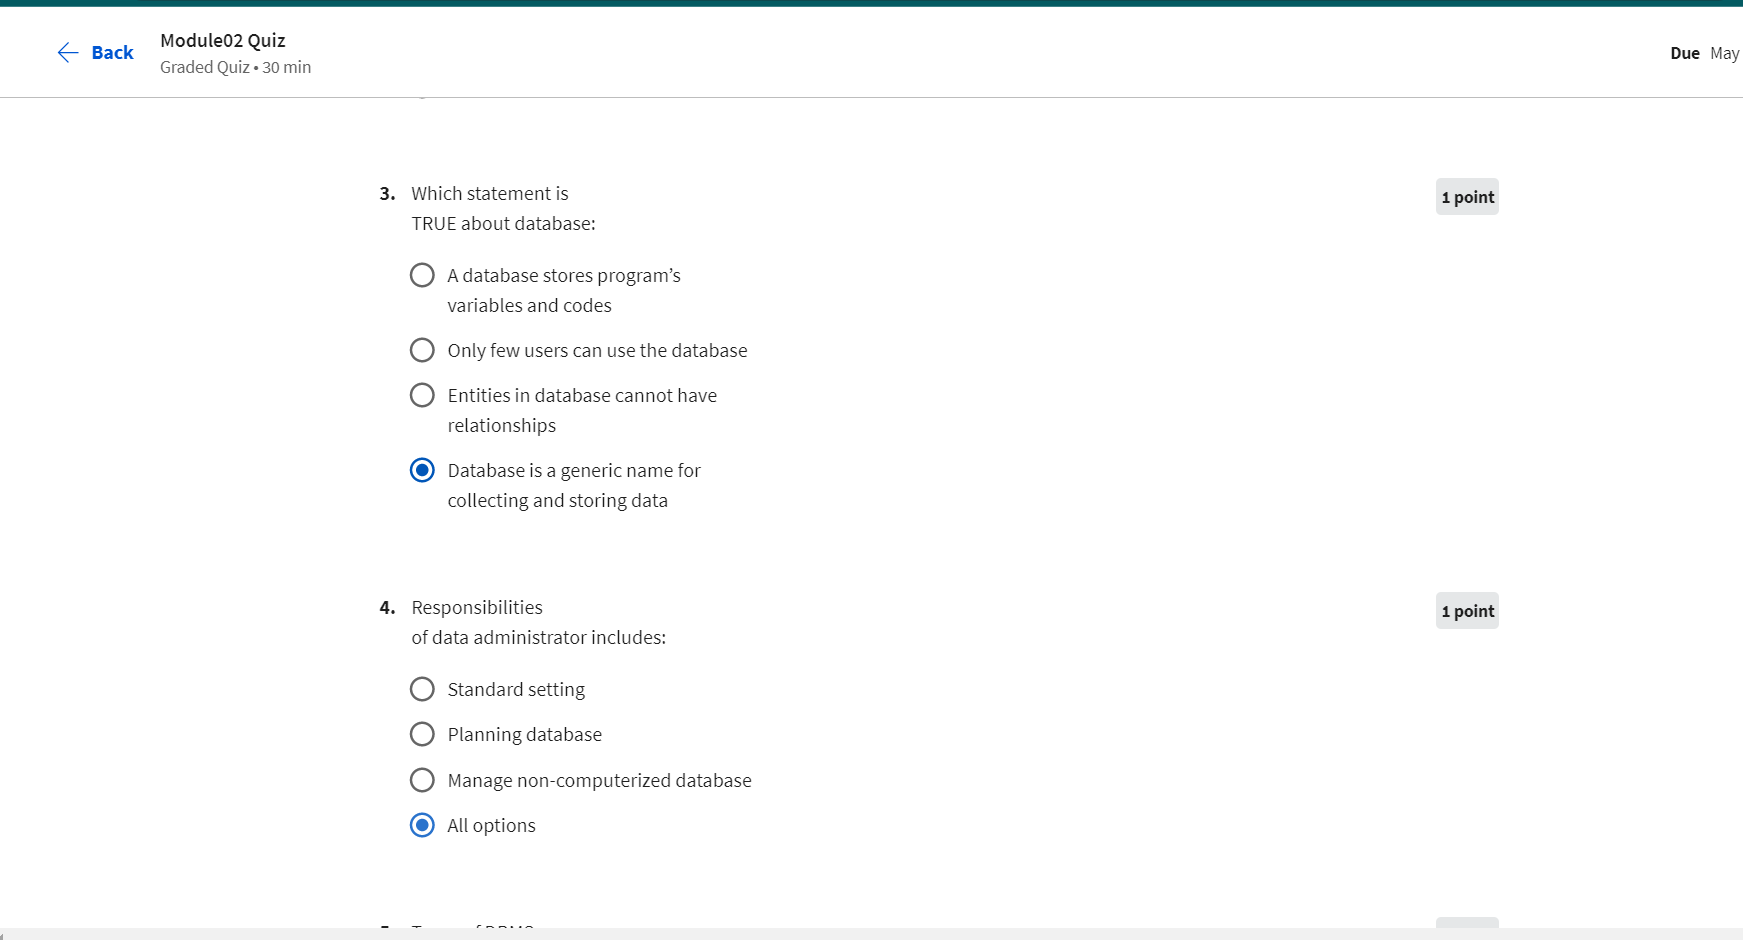 Back
Module02 Quiz
Graded Quiz • 30 min
Due May
3. Which statement is
TRUE about database:
1 point
A database stores program’s
variables and codes
Only few users can use the database
Entities in database cannot have
relationships
Database is a generic name for
collecting and storing data
4. Responsibilities
of data administrator includes:
1 point
Standard setting
Planning database
Manage non-computerized database
All options